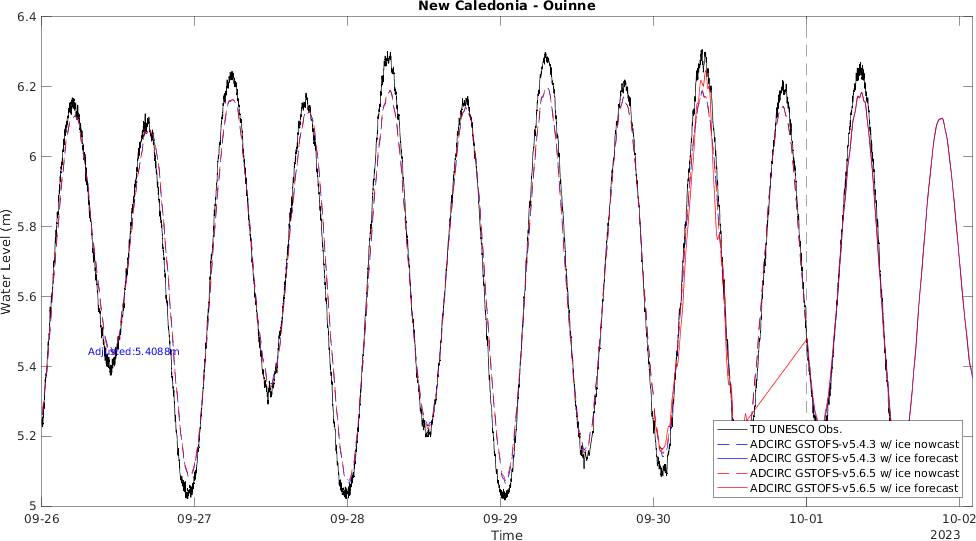 New Caledonia - Ouinne
6.4
6.2
6
5.8
5.6
5.4
5.2
5
Water Level (m)
Adjusted:5.4088m
TD UNESCO Obs.
ADCIRC GSTOFS-v5.4.3 w/ ice nowcast
ADCIRC GSTOFS-v5.4.3 w/ ice forecast
ADCIRC GSTOFS-v5.6.5 w/ ice nowcast
ADCIRC GSTOFS-v5.6.5 w/ ice forecast
09-26 09-27 09-28 09-29 09-30 10-01 10-02
Time
2023